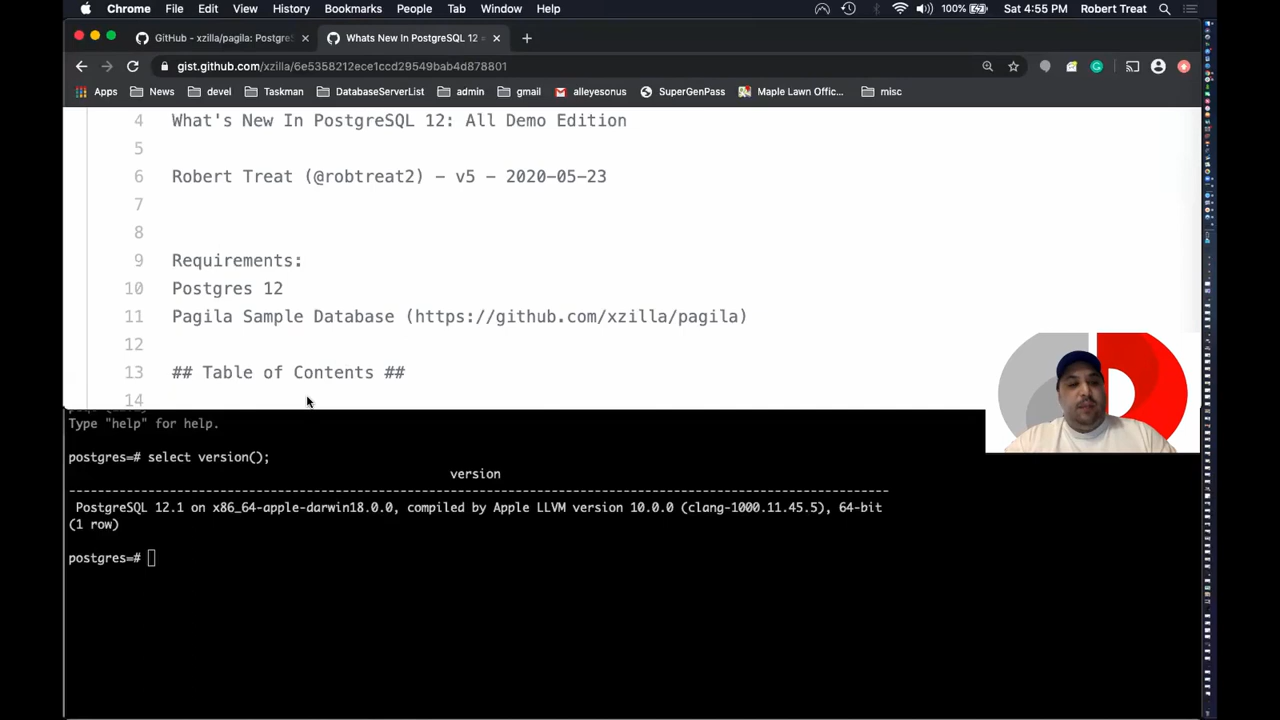 Chrome File Edit View History Bookmarks People Tab Window Help 100% Sat 4:55 PM Robert Treat
GitHub - xzilla/pagila: Postgre
Whats New In PostgreSQL 12
gist.github.com/xzilla/
Apps News devel Taskman DatabaseServerList admin gmail alleyesonus SuperGenPass Maple Lawn Offic... misc
4 What's New In PostgreSQL 12: All Demo Edition
5
6 Robert Treat (@robtreat2) - v5 - 2020-05-23
7
8
9 Requirements:
10 Postgres 12
11 Pagila Sample Database (https://github.com/xzilla/pagila)
12
13 ## Table of Contents ##
14
Type "help" for help.
postgres=# select version();
version
---------------------------------------------------------------------------------------------------------------
PostgreSQL 12.1 on x86_64-apple-darwin18.0.0, compiled by Apple LLVM version 10.0.0 (clang-1000.11.45.5), 64-bit
(1 row)
postgres=#